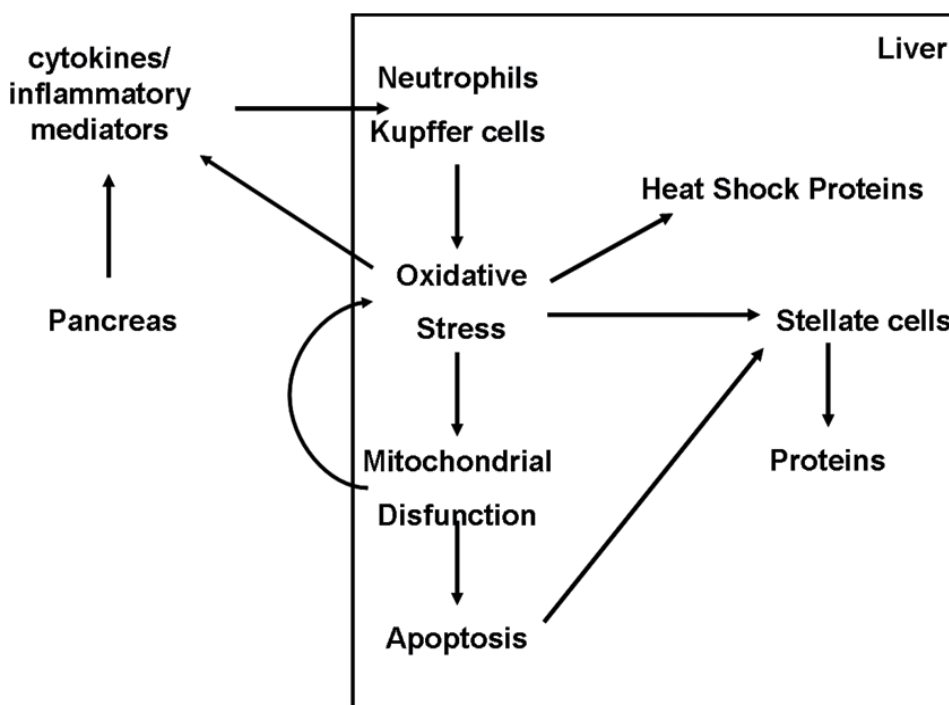 Liver
cytokines/
inflammatory
mediators
Neutrophils
Kupffer cells
Heat Shock Proteins
Oxidative
Stress
Pancreas
Stellate cells
Mitochondrial
Disfunction
Proteins
Apoptosis